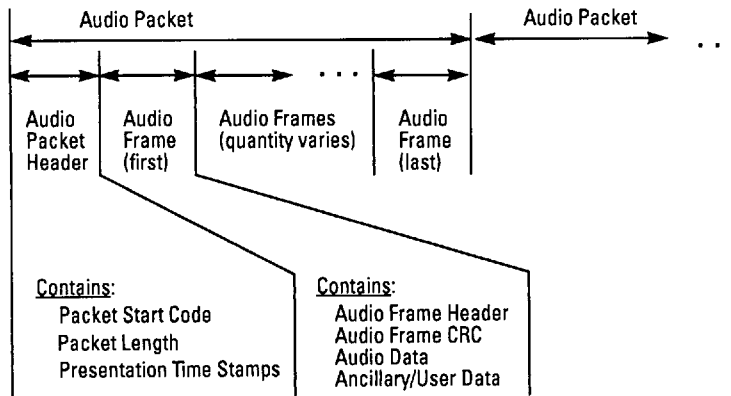 Audio Packet
Audio Packet
. .
. . .
Audio Packet Header
Audio Frame (first)
Audio Frames (quantity varies)
Audio Frame (last)
Contains:
Packet Start Code
Packet Length
Presentation Time Stamps
Contains:
Audio Frame Header
Audio Frame CRC
Audio Data
Ancillary/User Data